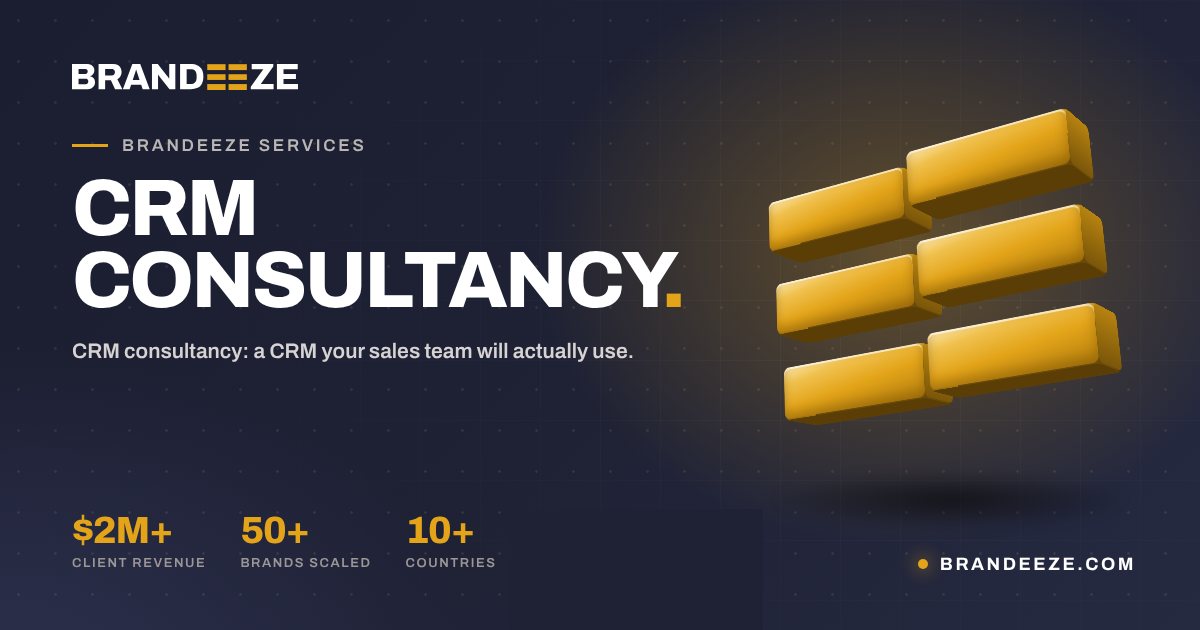 BRANDEEZE
BRANDEEZE SERVICES
CRM
CONSULTANCY.
CRM consultancy: a CRM your sales team will actually use.
$2M+ 50+ 10+
CLIENT REVENUE BRANDS SCALED COUNTRIES
BRANDEEZE.COM